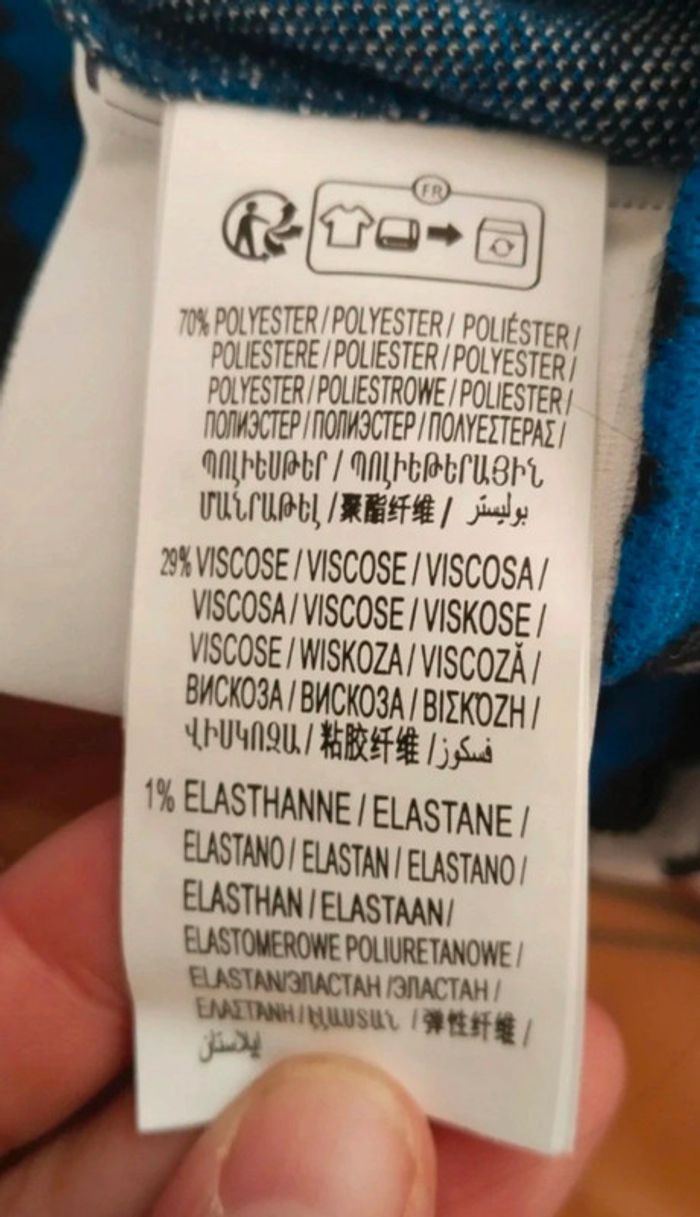 FR
70% POLYESTER / POLYESTER / POLIÉSTER /
POLIESTERE / POLIESTER / POLYESTER /
POLYESTER / POLIESTROWE / POLIESTER /
ПОЛИЭСТЕР / ПОЛИЭСТЕР / ΠΟΛΥΕΣΤΕΡΑΣ /
ՊՈԼԻԵՍԹԵՐ / ՊՈԼԻԵԹԵՐԱՅԻՆ
ՄԱՆՐԱԹԵԼ / 聚酯纤维 / بوليستر
29% VISCOSE / VISCOSE / VISCOSA /
VISCOSA / VISCOSE / VISKOSE /
VISCOSE / WISKOZA / VISCOZĂ /
ВИСКОЗА / ВИСКОЗА / ΒΙΣΚΌΖΗ /
ՎԻՍԿՈԶԱ / 粘胶纤维 / فسكوز
1% ELASTHANNE / ELASTANE /
ELASTANO / ELASTAN / ELASTANO /
ELASTHAN / ELASTAAN /
ELASTOMEROWE POLIURETANOWE /
ELASTAN/ЭЛАСТАН /ЭЛАСТАН /
ΕΛΑΣΤΑΝΗ / ԷԼԱՍՏԱՆ / 弹性纤维 /
إيلاستان